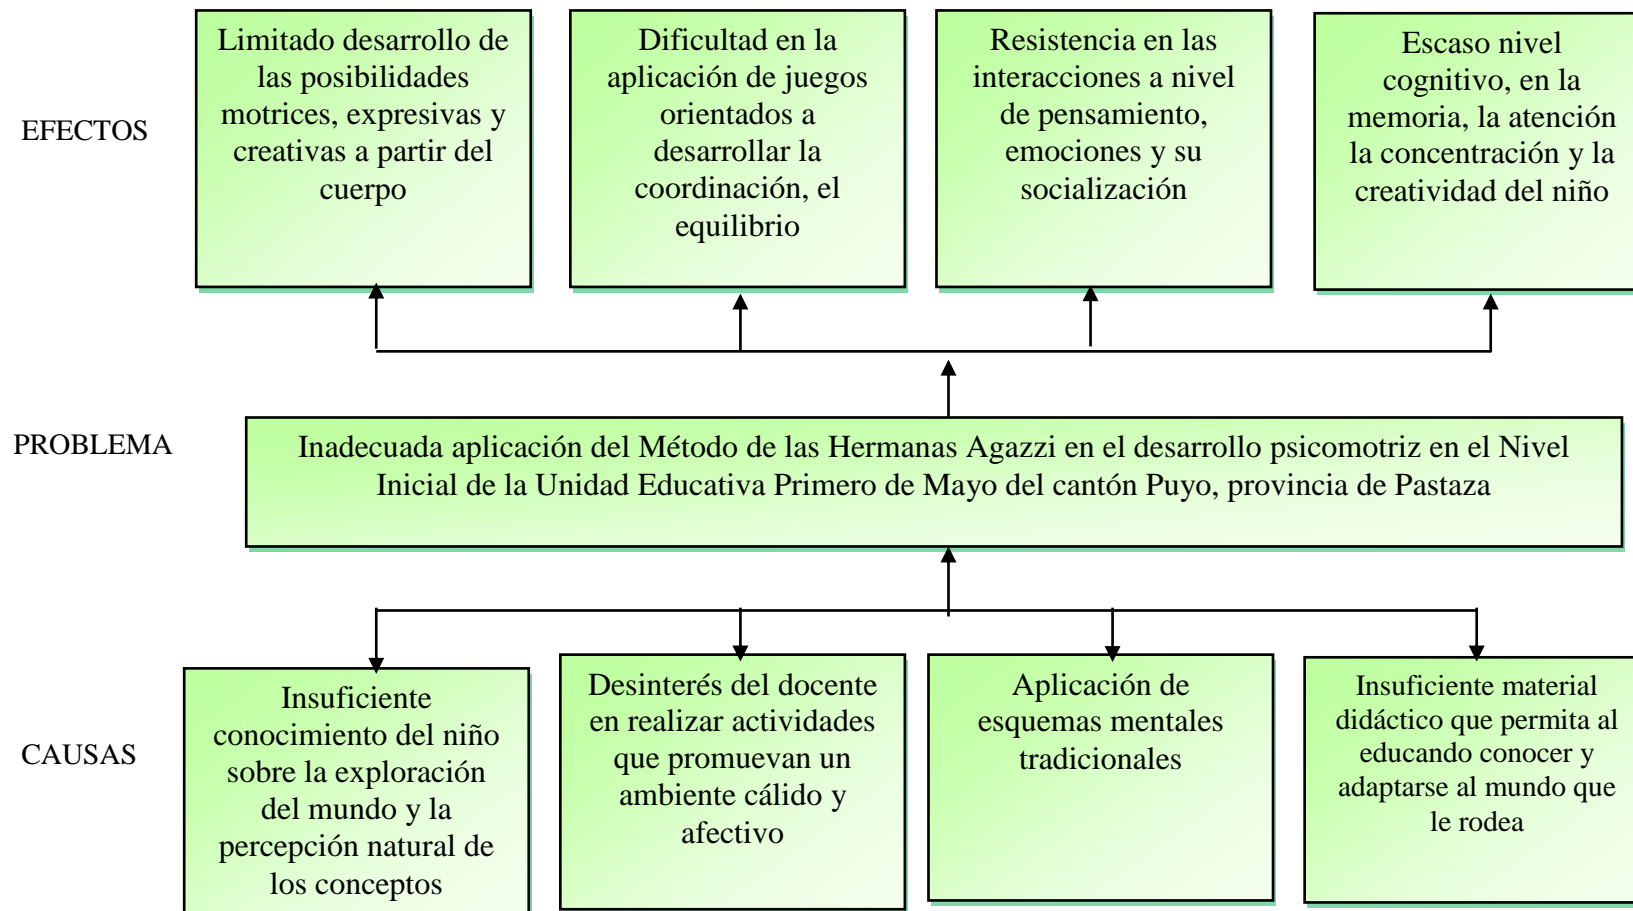 EFECTOS
Limitado desarrollo de
las posibilidades
motrices, expresivas y
creativas a partir del
cuerpo
Dificultad en la
aplicación de juegos
orientados a
desarrollar la
coordinación, el
equilibrio
Resistencia en las
interacciones a nivel
de pensamiento,
emociones y su
socialización
Escaso nivel
cognitivo, en la
memoria, la atención
la concentración y la
creatividad del niño
PROBLEMA
Inadecuada aplicación del Método de las Hermanas Agazzi en el desarrollo psicomotriz en el Nivel
Inicial de la Unidad Educativa Primero de Mayo del cantón Puyo, provincia de Pastaza
CAUSAS
Insuficiente
conocimiento del niño
sobre la exploración
del mundo y la
percepción natural de
los conceptos
Desinterés del docente
en realizar actividades
que promuevan un
ambiente cálido y
afectivo
Aplicación de
esquemas mentales
tradicionales
Insuficiente material
didáctico que permita al
educando conocer y
adaptarse al mundo que
le rodea